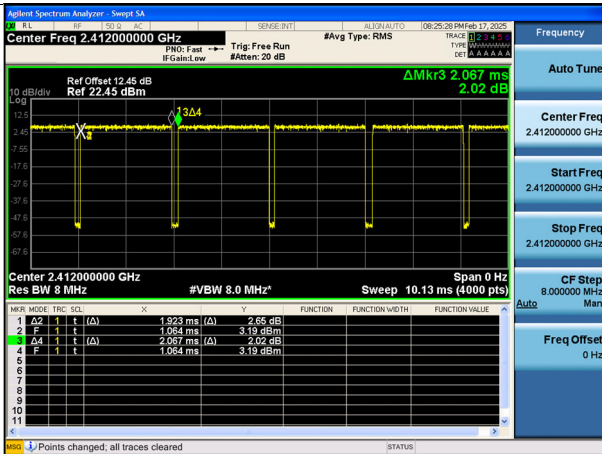 Agilent Spectrum Analyzer - Swept SA
RL RF 50 Ω AC SENSE:INT ALIGN AUTO 08:25:28 PM Feb 17, 2025
Center Freq 2.412000000 GHz
#Avg Type: RMS
TRACE 1 2 3 4 5 6
TYPE
DET A A A A A A
PNO: Fast
IFGain:Low
Trig: Free Run
#Atten: 20 dB
Frequency
Auto Tune
Center Freq
2.412000000 GHz
Start Freq
2.412000000 GHz
Stop Freq
2.412000000 GHz
CF Step
8.000000 MHz
Auto Man
Freq Offset
0 Hz
ΔMkr3 2.067 ms
2.02 dB
Ref Offset 12.45 dB
Ref 22.45 dBm
10 dB/div
Log
12.5
2.45
-7.55
-17.6
-27.6
-37.6
-47.6
-57.6
-67.6
13Δ4
Center 2.412000000 GHz
Span 0 Hz
Res BW 8 MHz
#VBW 8.0 MHz*
Sweep 10.13 ms (4000 pts)
MKR MODE TRC SCL X Y FUNCTION FUNCTION WIDTH FUNCTION VALUE
1 Δ2 1 t (Δ) 1.923 ms (Δ) 2.65 dB
2 F 1 t 1.064 ms 3.19 dBm
3 Δ4 1 t (Δ) 2.067 ms (Δ) 2.02 dB
4 F 1 t 1.064 ms 3.19 dBm
5
6
7
8
9
10
11
MSG Points changed; all traces cleared
STATUS